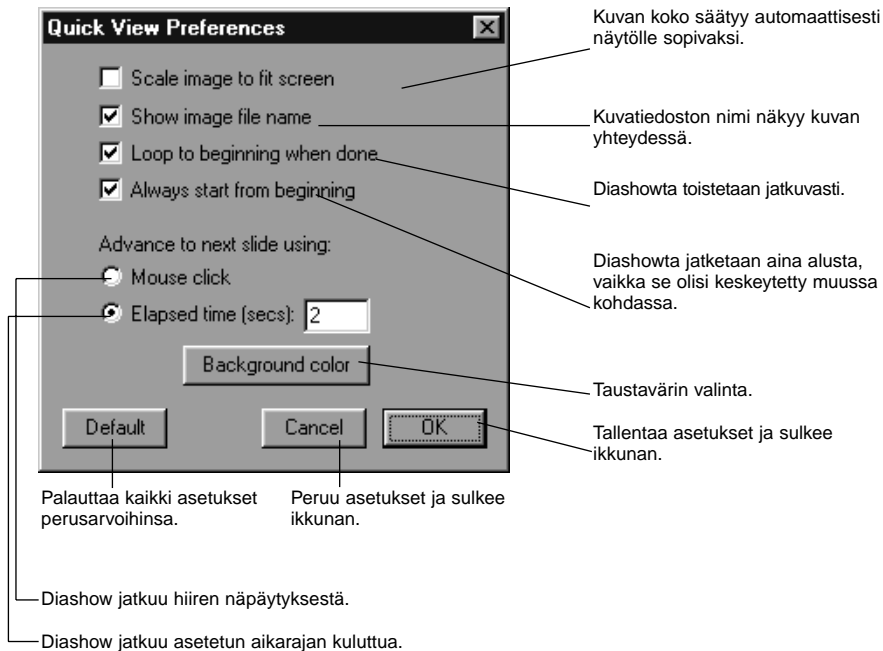 Quick View Preferences
Scale image to fit screen
Show image file name
Loop to beginning when done
Always start from beginning
Advance to next slide using:
Mouse click
Elapsed time (secs): 2
Background color
Default
Cancel
OK
Kuvan koko säätyy automaattisesti
näytölle sopivaksi.
Kuvatiedoston nimi näkyy kuvan
yhteydessä.
Diashowta toistetaan jatkuvasti.
Diashowta jatketaan aina alusta,
vaikka se olisi keskeytetty muussa
kohdassa.
Taustavärin valinta.
Tallentaa asetukset ja sulkee
ikkunan.
Palauttaa kaikki asetukset
perusarvoihinsa.
Peruu asetukset ja sulkee
ikkunan.
Diashow jatkuu hiiren näpäytyksestä.
Diashow jatkuu asetetun aikarajan kuluttua.